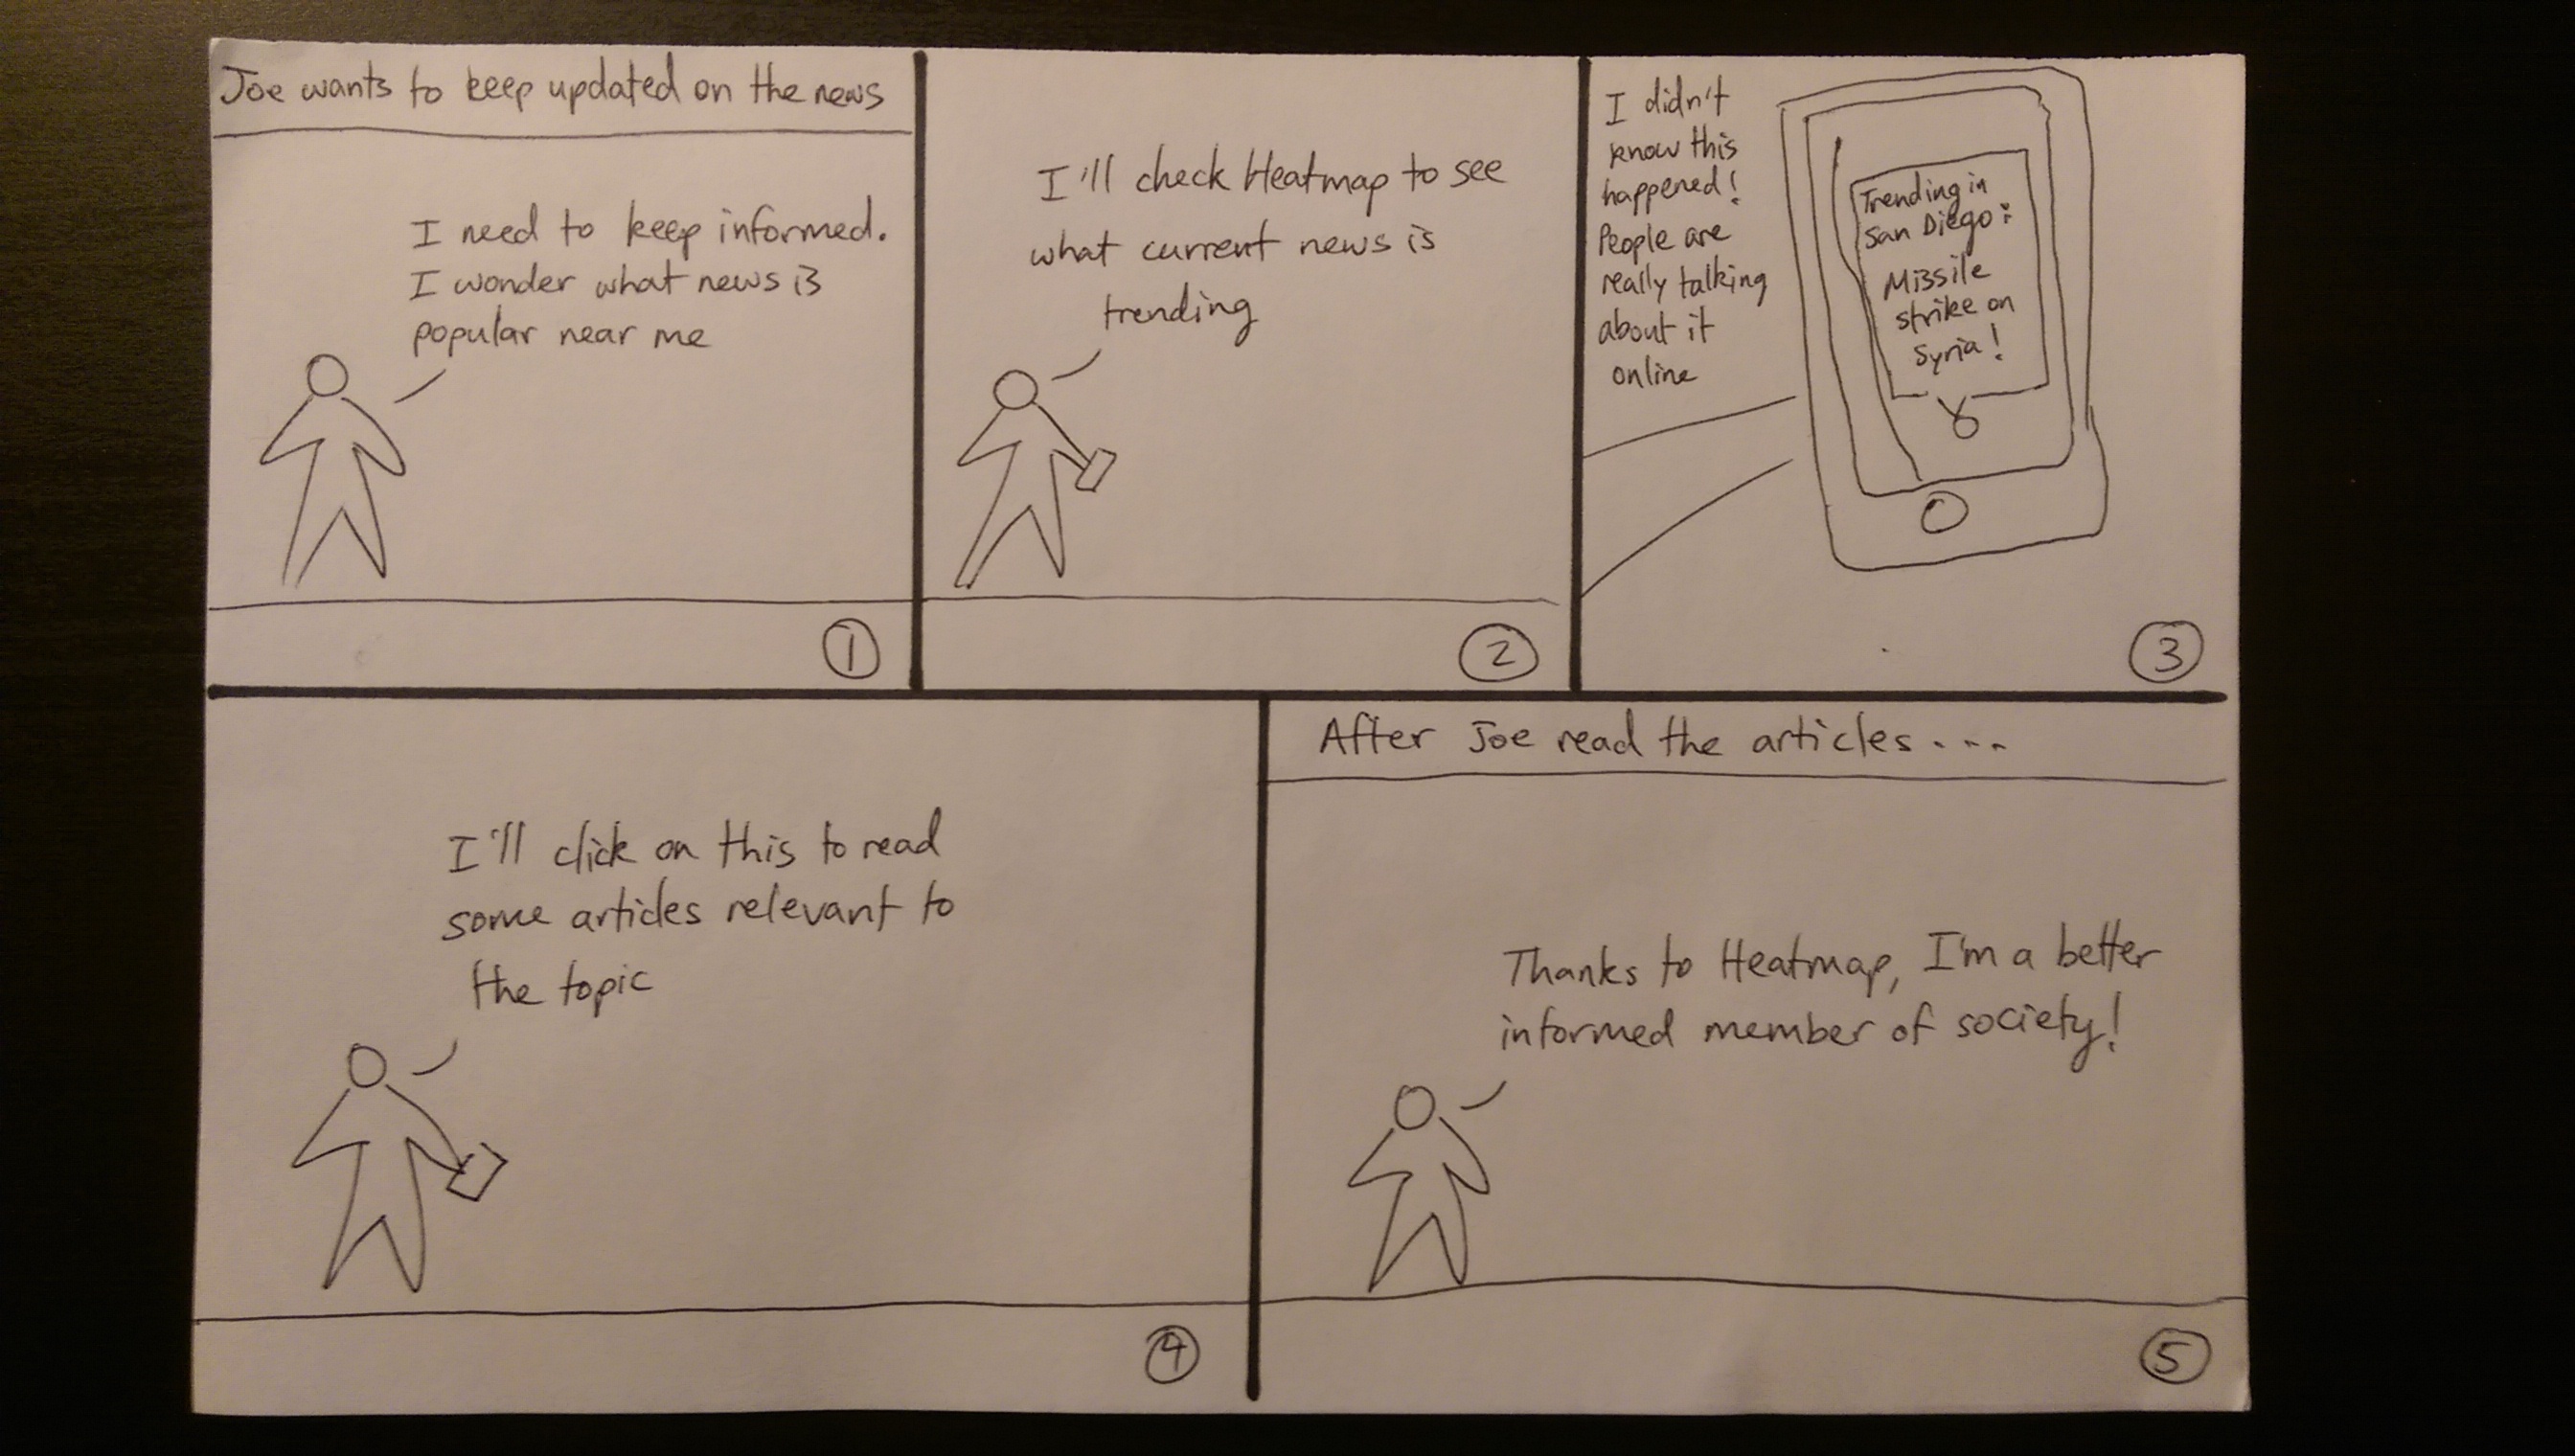 Joe wants to keep updated on the news
I need to keep informed.
I wonder what news is
popular near me
1
I'll check Heatmap to see
what current news is
trending
2
I didn't
know this
happened!
People are
really talking
about it
online
Trending in
San Diego:
Missile
strike on
Syria!
3
I'll click on this to read
some articles relevant to
the topic
4
After Joe read the articles....
Thanks to Heatmap, I'm a better
informed member of society!
5